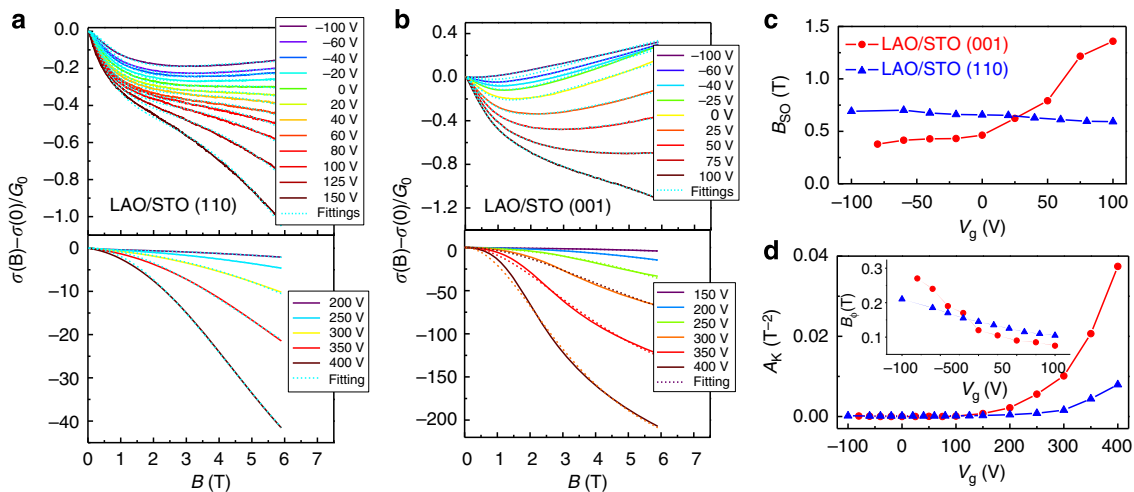 a
0.0
−0.2
−0.4
−0.6
−0.8
−1.0
σ(B)−σ(0)/G0
LAO/STO (110)
−100 V
−60 V
−40 V
−20 V
0 V
20 V
40 V
60 V
80 V
100 V
125 V
150 V
Fittings
0
−10
−20
−30
−40
200 V
250 V
300 V
350 V
400 V
Fitting
0 1 2 3 4 5 6 7
B (T)
b
0.4
0.0
−0.4
−0.8
−1.2
σ(B)−σ(0)/G0
LAO/STO (001)
−100 V
−60 V
−40 V
−25 V
0 V
25 V
50 V
75 V
100 V
Fittings
0
−50
−100
−150
−200
150 V
200 V
250 V
300 V
350 V
400 V
Fitting
0 1 2 3 4 5 6 7
B (T)
c
1.5
1.0
0.5
0.0
BSO (T)
LAO/STO (001)
LAO/STO (110)
−100 −50 0 50 100
Vg (V)
d
0.04
0.02
0.00
AK (T−2)
0.3
0.2
0.1
Bϕ(T)
−100 −500 50 100
Vg (V)
−100 0 100 200 300 400
Vg (V)